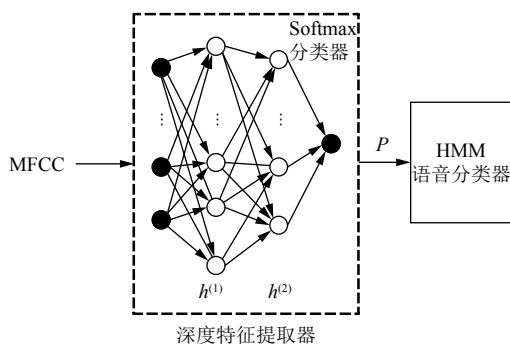 Softmax
分类器
MFCC
P
HMM
语音分类器
⋮ ⋮ ⋮
h⁽¹⁾ h⁽²⁾
深度特征提取器